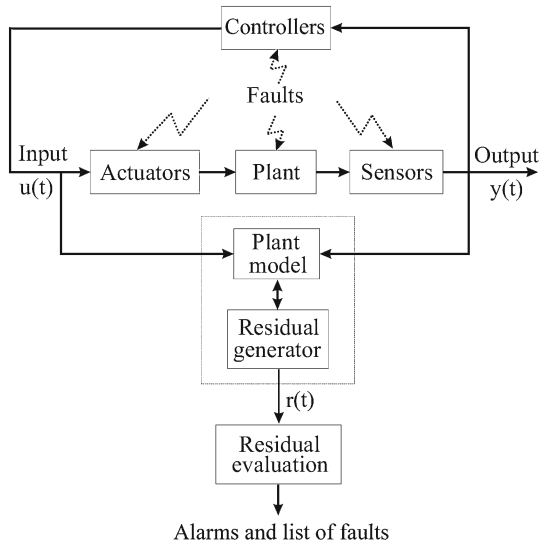 Controllers
Faults
Input
u(t)
Actuators
Plant
Sensors
Output
y(t)
Plant
model
Residual
generator
r(t)
Residual
evaluation
Alarms and list of faults